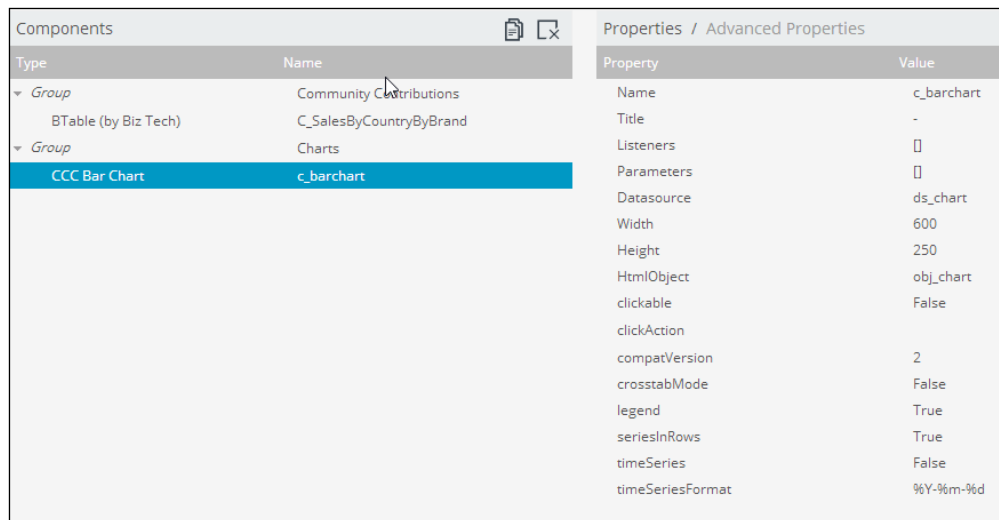 Components
Type Name
Group Community Contributions
BTable (by Biz Tech) C_SalesByCountryByBrand
Group Charts
CCC Bar Chart c_barchart
Properties / Advanced Properties
Property Value
Name c_barchart
Title -
Listeners []
Parameters []
Datasource ds_chart
Width 600
Height 250
HtmlObject obj_chart
clickable False
clickAction
compatVersion 2
crosstabMode False
legend True
seriesInRows True
timeSeries False
timeSeriesFormat %Y-%m-%d